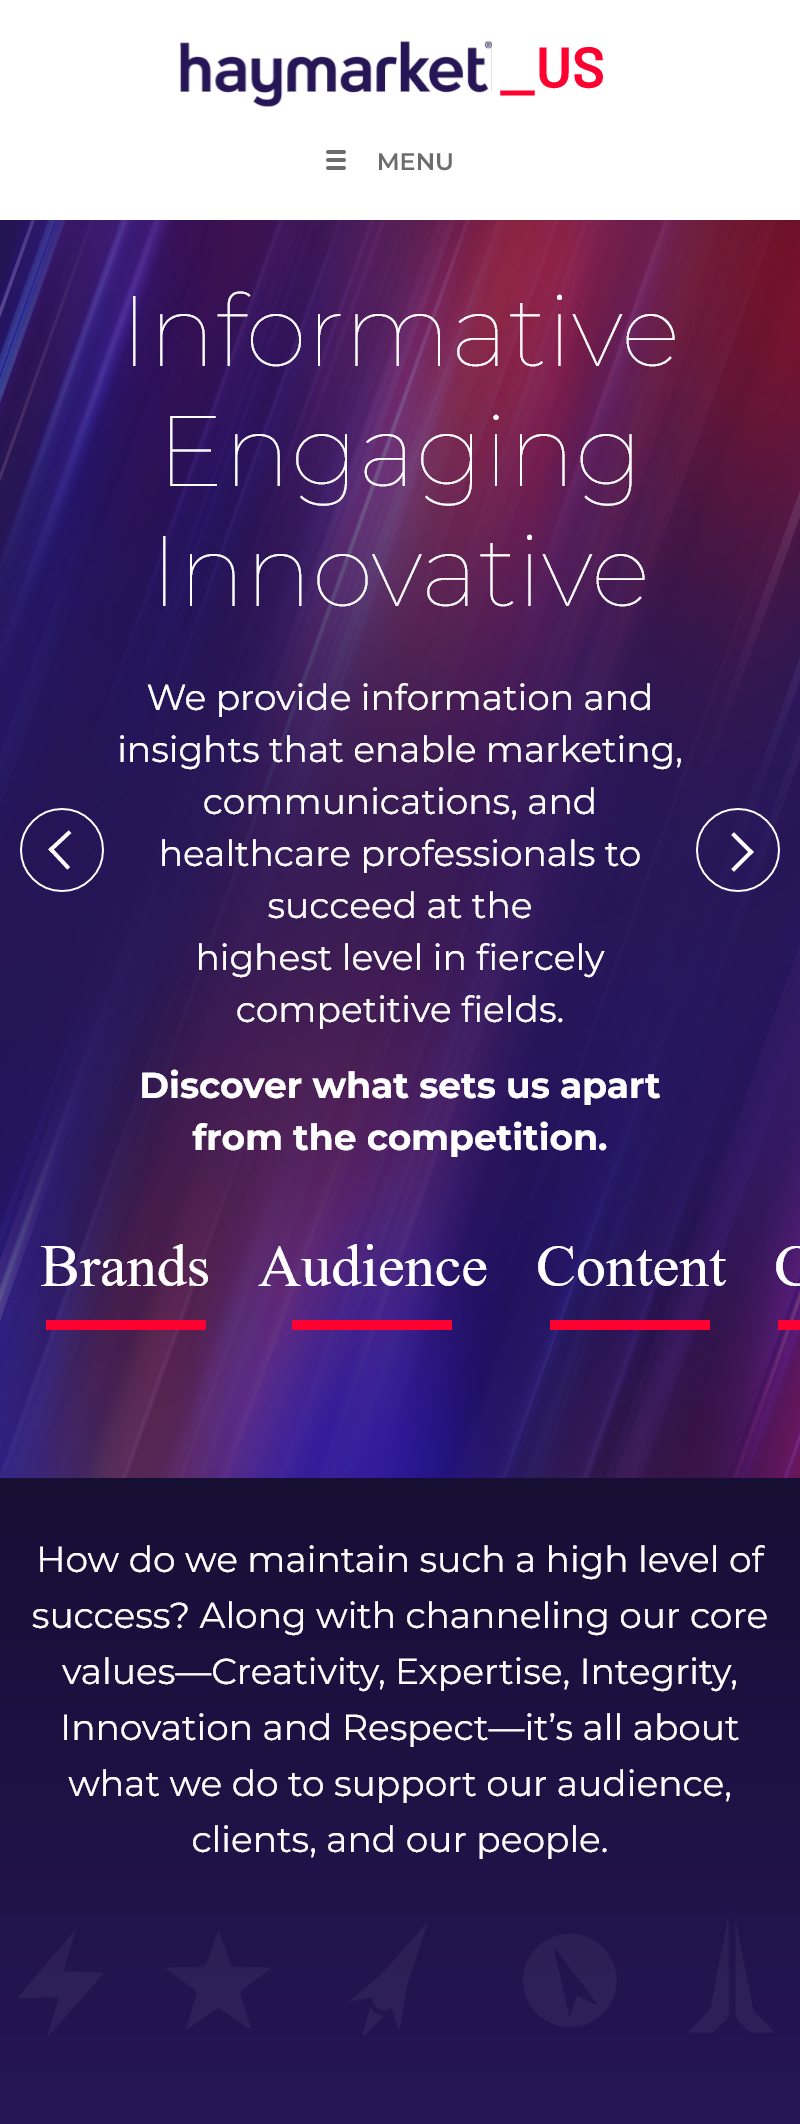 haymarket® _US
MENU
Informative
Engaging
Innovative
We provide information and
insights that enable marketing,
communications, and
healthcare professionals to
succeed at the
highest level in fiercely
competitive fields.
Discover what sets us apart
from the competition.
Brands Audience Content
How do we maintain such a high level of
success? Along with channeling our core
values—Creativity, Expertise, Integrity,
Innovation and Respect—it’s all about
what we do to support our audience,
clients, and our people.